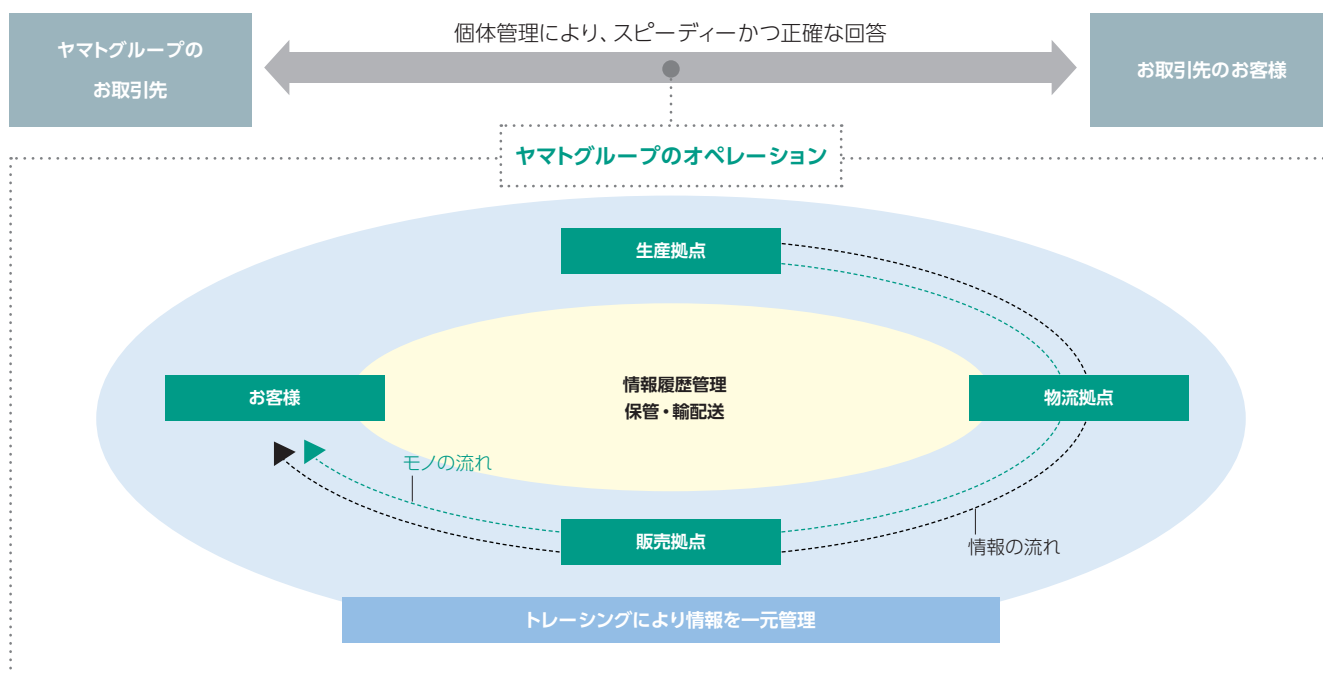 個体管理により、スピーディーかつ正確な回答
ヤマトグループの
お取引先
お取引先のお客様
ヤマトグループのオペレーション
生産拠点
お客様
情報履歴管理
保管・輸配送
物流拠点
モノの流れ
販売拠点
情報の流れ
トレーシングにより情報を一元管理